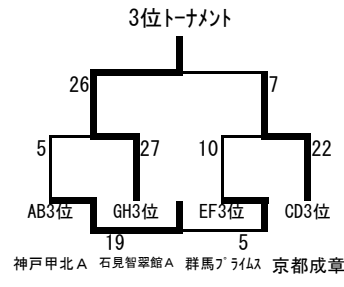 3位トーナメント
26 7
5 27 10 22
AB3位 GH3位 EF3位 CD3位
19 5
神戸甲北A 石見智翠館A 群馬プライムス 京都成章